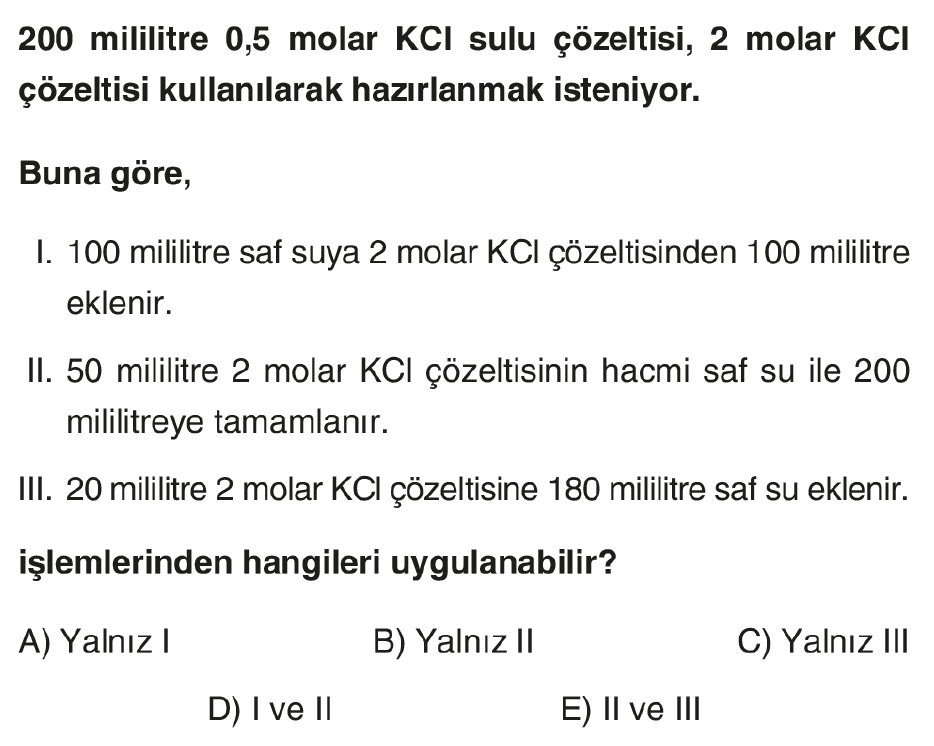 200 mililitre 0,5 molar KCl sulu çözeltisi, 2 molar KCl
çözeltisi kullanılarak hazırlanmak isteniyor.
Buna göre,
I. 100 mililitre saf suya 2 molar KCl çözeltisinden 100 mililitre
eklenir.
II. 50 mililitre 2 molar KCl çözeltisinin hacmi saf su ile 200
mililitreye tamamlanır.
III. 20 mililitre 2 molar KCl çözeltisine 180 mililitre saf su eklenir.
işlemlerinden hangileri uygulanabilir?
A) Yalnız I B) Yalnız II C) Yalnız III
D) I ve II E) II ve III